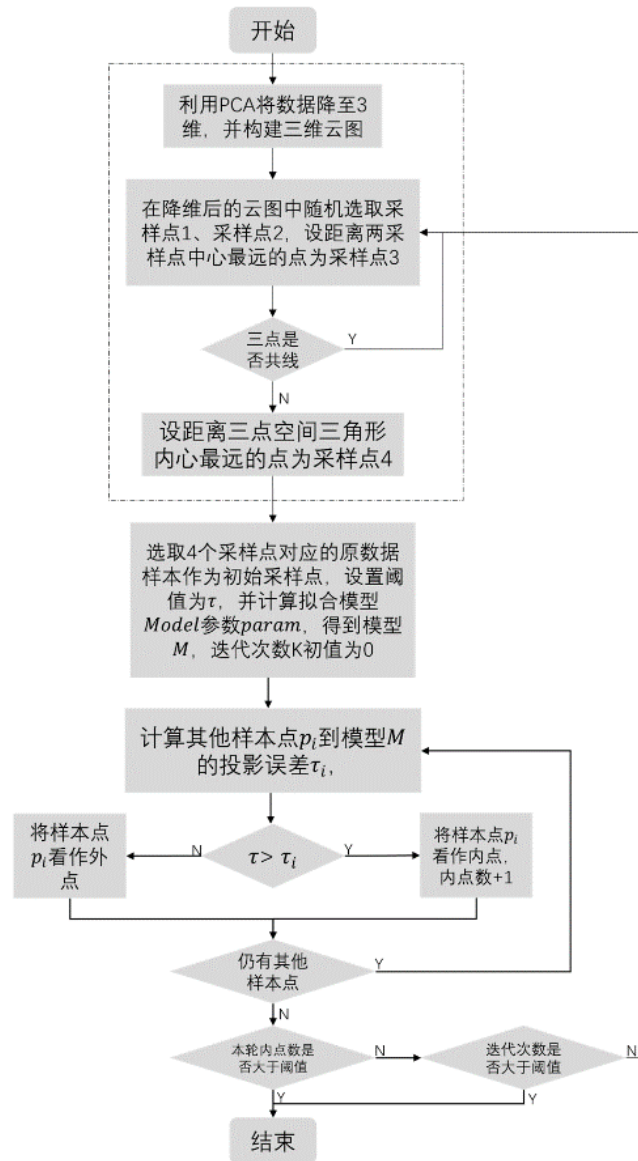 开始
利用PCA将数据降至3
维，并构建三维云图
在降维后的云图中随机选取采
样点1、采样点2，设距离两采
样点中心最远的点为采样点3
三点是
否共线
Y
N
设距离三点空间三角形
内心最远的点为采样点4
选取4个采样点对应的原数据
样本作为初始采样点，设置阈
值为τ，并计算拟合模型
Model参数param，得到模型
M，迭代次数K初值为0
计算其他样本点pᵢ到模型M
的投影误差τᵢ,
将样本点
pᵢ看作外
点
N
τ> τᵢ
Y
将样本点pᵢ
看作内点，
内点数+1
仍有其他
样本点
Y
N
本轮内点数是
否大于阈值
N
迭代次数是
否大于阈值
N
Y
Y
结束